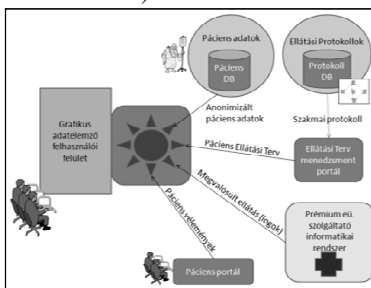 Páciens adatok
Páciens
DB
Ellátási Protokollok
Protokoll
DB
Anonimizált
páciens adatok
Szakmai protokoll
Grafikus
adatelemző
felhasználói
felület
Páciens Ellátási Terv
Ellátási Terv
menedzsment
portál
Megvalósult ellátás (logok)
Páciens vélemények
Prémium eü.
szolgáltató
informatikai
rendszer
Páciens portál